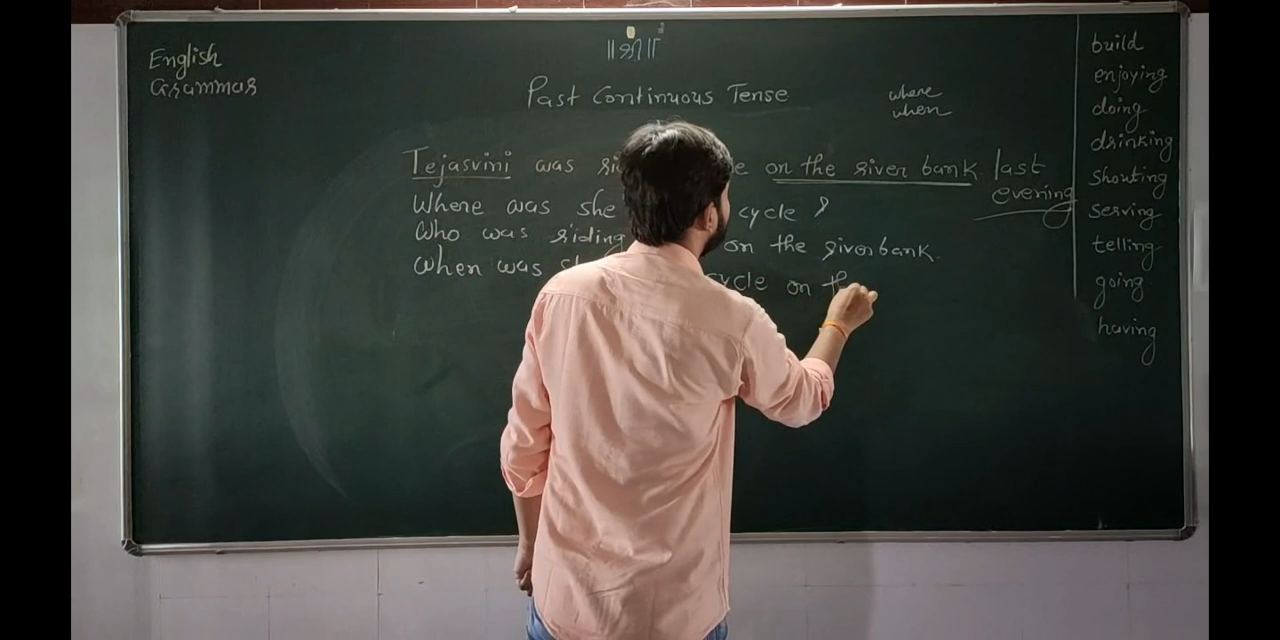 English
Grammar
॥श्री॥
Past Continuous Tense
where
when
Tejasvini was on the river bank. last
evening
Where was she cycle ?
Who was riding on the riverbank.
When was cycle on
build
enjoying
doing
drinking
shouting
serving
telling
going
having